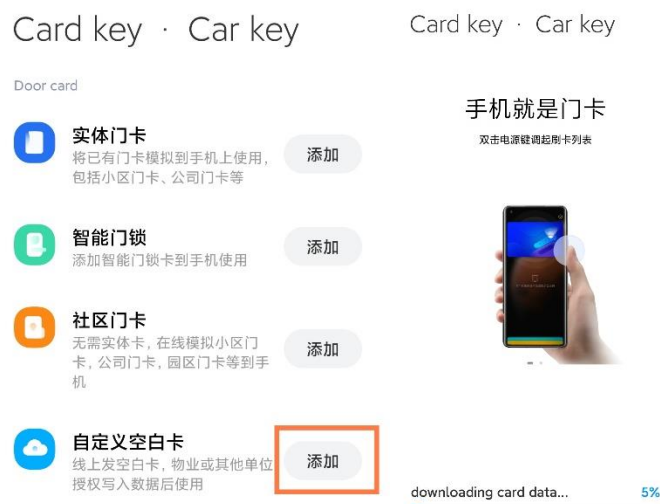 Card key · Car key
Door card
实体门卡
将已有门卡模拟到手机上使用,
包括小区门卡、公司门卡等
添加
智能门锁
添加智能门锁卡到手机使用
添加
社区门卡
无需实体卡, 在线模拟小区门
卡, 公司门卡, 园区门卡等到手
机
添加
自定义空白卡
线上发空白卡, 物业或其他单位
授权写入数据后使用
添加
Card key · Car key
手机就是门卡
双击电源键调起刷卡列表
downloading card data...
5%